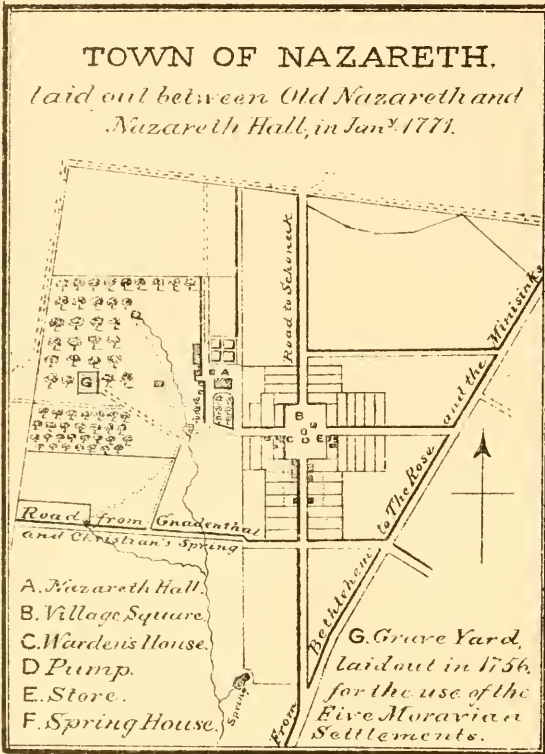 TOWN OF NAZARETH.
laid out between Old Nazareth and
Nazareth Hall, in Janʸ. 1771.
Road to Schoneck
From Bethlehem to The Rose and the Minisinks
G
A
B
C
E
Road from Gnadenthal
and Christian's Spring
Spring
A. Nazareth Hall.
B. Village Square.
C. Warden's House.
D Pump.
E. Store.
F. Spring House.
G. Grave Yard,
laid out in 1756,
for the use of the
Five Moravian
Settlements.